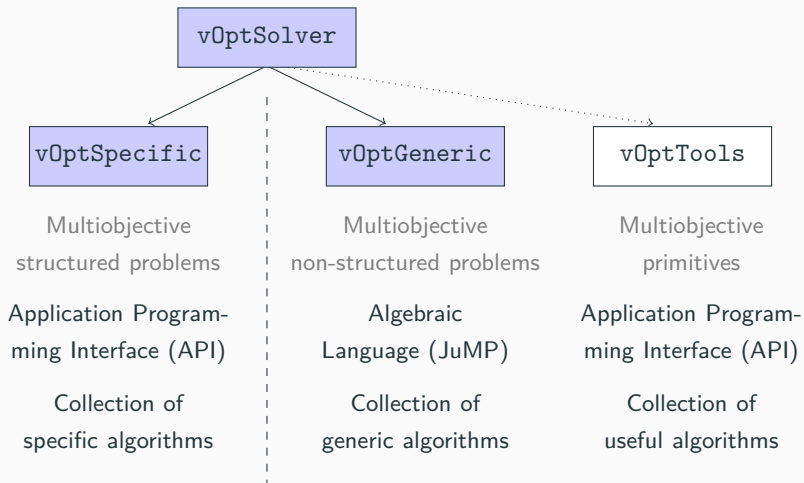 vOptSolver
vOptSpecific
vOptGeneric
vOptTools
Multiobjective
structured problems
Multiobjective
non-structured problems
Multiobjective
primitives
Application Program-
ming Interface (API)
Algebraic
Language (JuMP)
Application Program-
ming Interface (API)
Collection of
specific algorithms
Collection of
generic algorithms
Collection of
useful algorithms